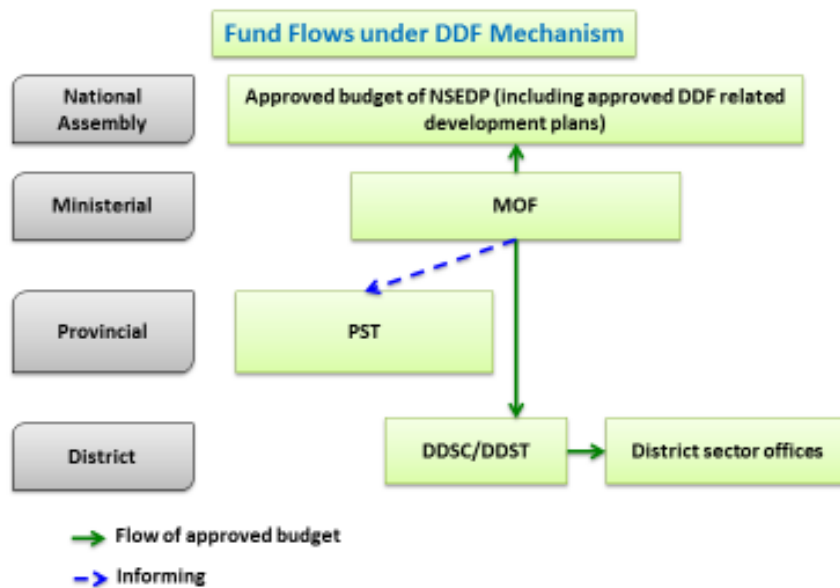 Fund Flows under DDF Mechanism
National
Assembly
Approved budget of NSEDP (including approved DDF related
development plans)
Ministerial
MOF
Provincial
PST
District
DDSC/DDST
District sector offices
Flow of approved budget
Informing